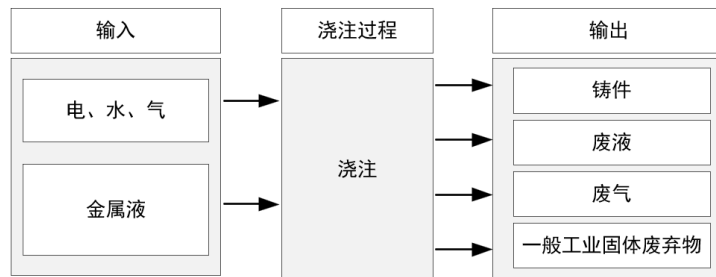 输入
浇注过程
输出
电、水、气
金属液
浇注
铸件
废液
废气
一般工业固体废弃物